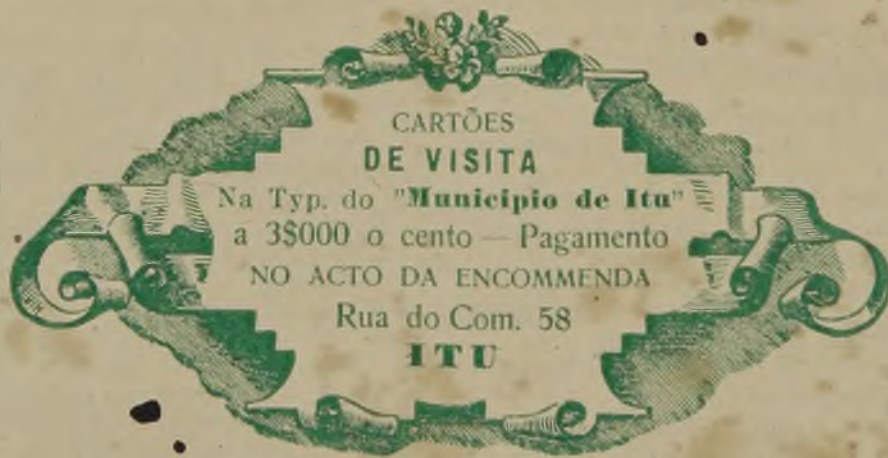 CARTÕES
DE VISITA
Na Typ. do "Municipio de Itu"
a 3$000 o cento — Pagamento
NO ACTO DA ENCOMMENDA
Rua do Com. 58
ITU